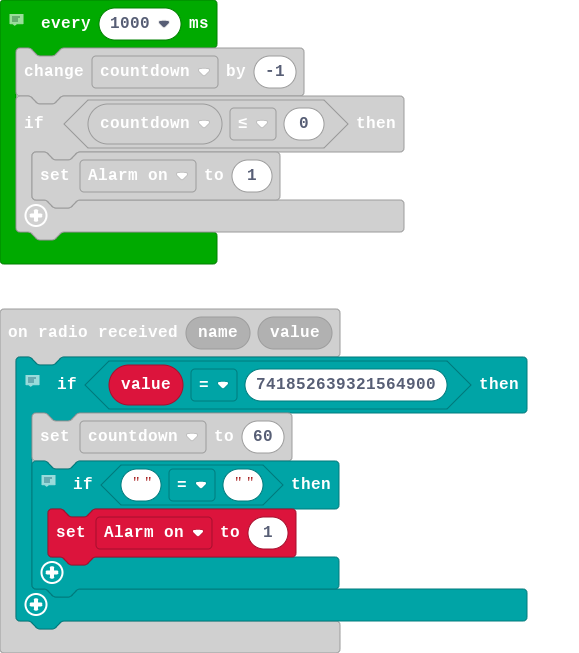 every 1000 ms
change countdown by -1
if countdown ≤ 0 then
set Alarm on to 1
on radio received name value
if value = 741852639321564900 then
set countdown to 60
if "" = "" then
set Alarm on to 1